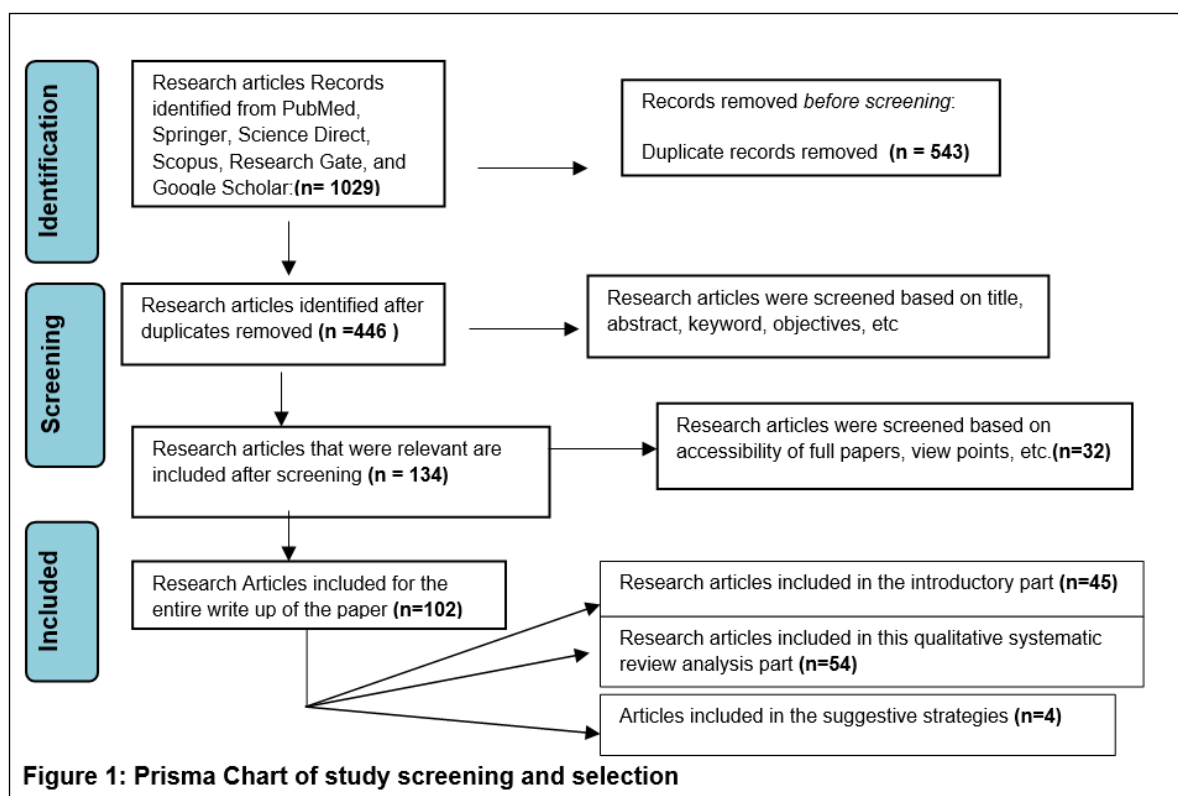 Identification
Research articles Records
identified from PubMed,
Springer, Science Direct,
Scopus, Research Gate, and
Google Scholar:(n= 1029)
Records removed before screening:
Duplicate records removed (n = 543)
Screening
Research articles identified after
duplicates removed (n =446 )
Research articles were screened based on title,
abstract, keyword, objectives, etc
Research articles that were relevant are
included after screening (n = 134)
Research articles were screened based on
accessibility of full papers, view points, etc.(n=32)
Included
Research Articles included for the
entire write up of the paper (n=102)
Research articles included in the introductory part (n=45)
Research articles included in this qualitative systematic
review analysis part (n=54)
Articles included in the suggestive strategies (n=4)
Figure 1: Prisma Chart of study screening and selection